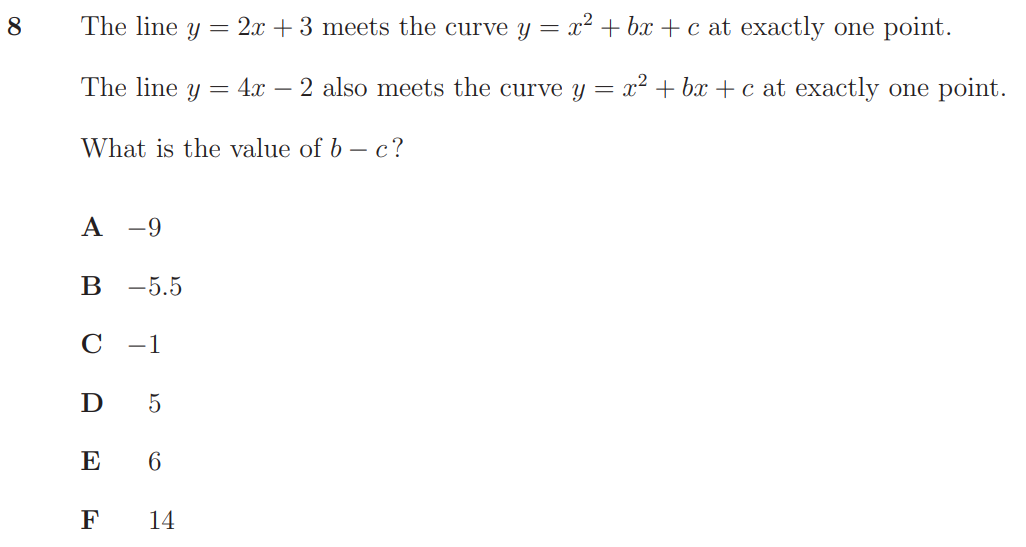 8 The line y = 2x + 3 meets the curve y = x² + bx + c at exactly one point.
The line y = 4x − 2 also meets the curve y = x² + bx + c at exactly one point.
What is the value of b − c?
A −9
B −5.5
C −1
D 5
E 6
F 14